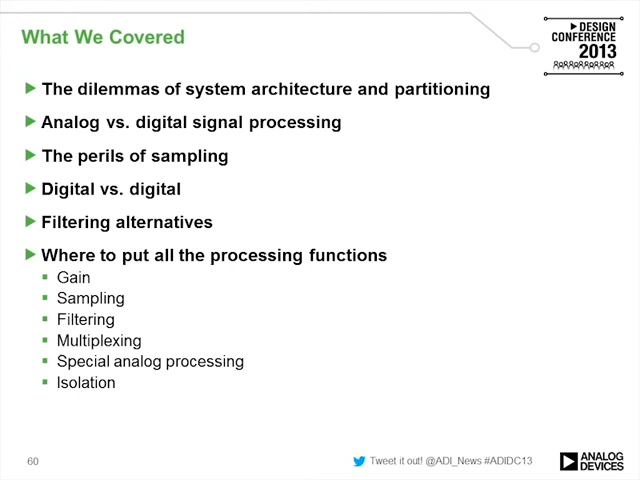 What We Covered
DESIGN
CONFERENCE
2013
The dilemmas of system architecture and partitioning
Analog vs. digital signal processing
The perils of sampling
Digital vs. digital
Filtering alternatives
Where to put all the processing functions
Gain
Sampling
Filtering
Multiplexing
Special analog processing
Isolation
60
Tweet it out! @ADI_News #ADIDC13
ANALOG
DEVICES